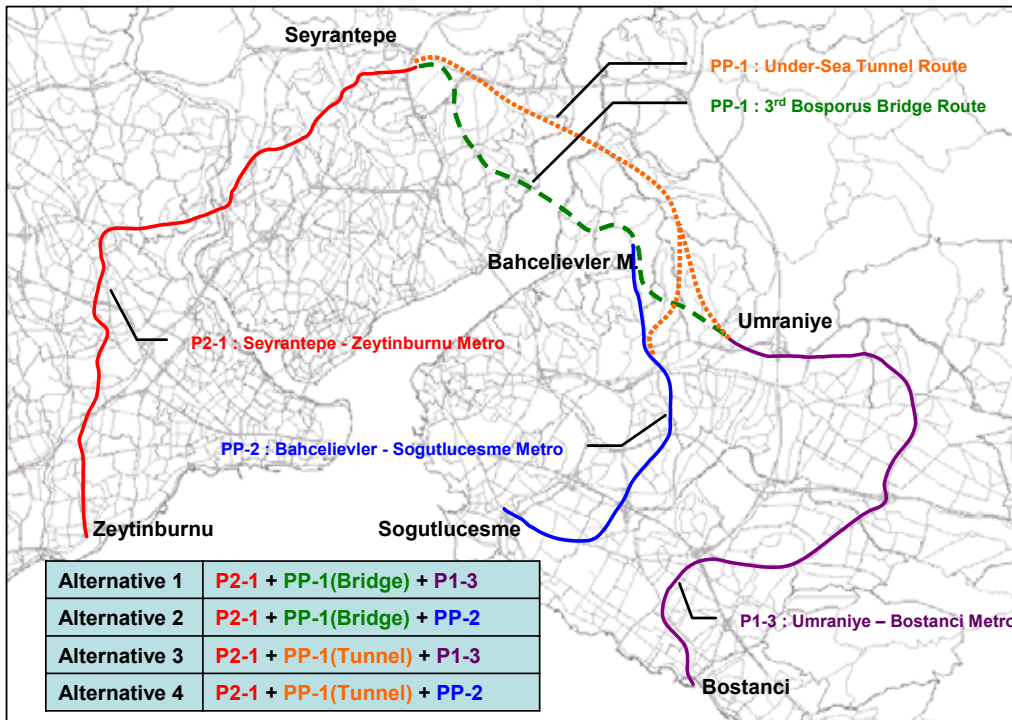 Seyrantepe
PP-1 : Under-Sea Tunnel Route
PP-1 : 3rd Bosporus Bridge Route
Bahcelievler M.
Umraniye
P2-1 : Seyrantepe - Zeytinburnu Metro
PP-2 : Bahcelievler - Sogutlucesme Metro
Zeytinburnu
Sogutlucesme
P1-3 : Umraniye – Bostanci Metro
Bostanci
Alternative 1 P2-1 + PP-1(Bridge) + P1-3
Alternative 2 P2-1 + PP-1(Bridge) + PP-2
Alternative 3 P2-1 + PP-1(Tunnel) + P1-3
Alternative 4 P2-1 + PP-1(Tunnel) + PP-2